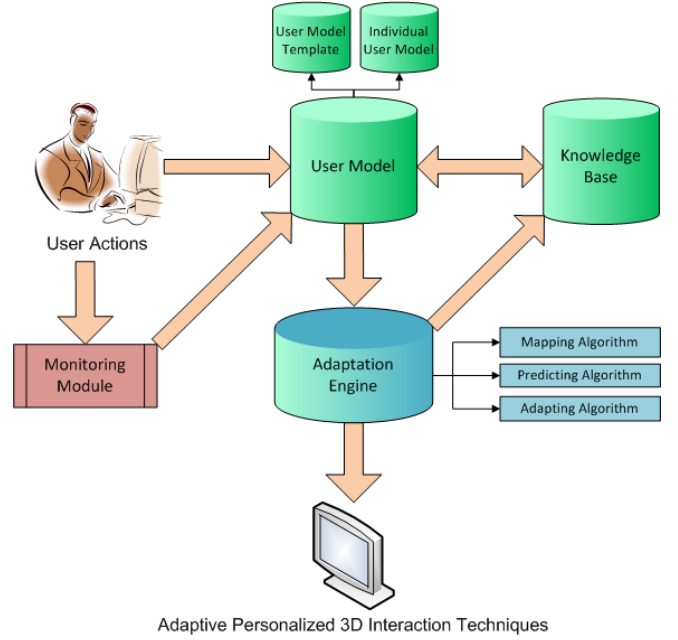 User Model
Template
Individual
User Model
User Model
Knowledge
Base
User Actions
Monitoring
Module
Adaptation
Engine
Mapping Algorithm
Predicting Algorithm
Adapting Algorithm
Adaptive Personalized 3D Interaction Techniques